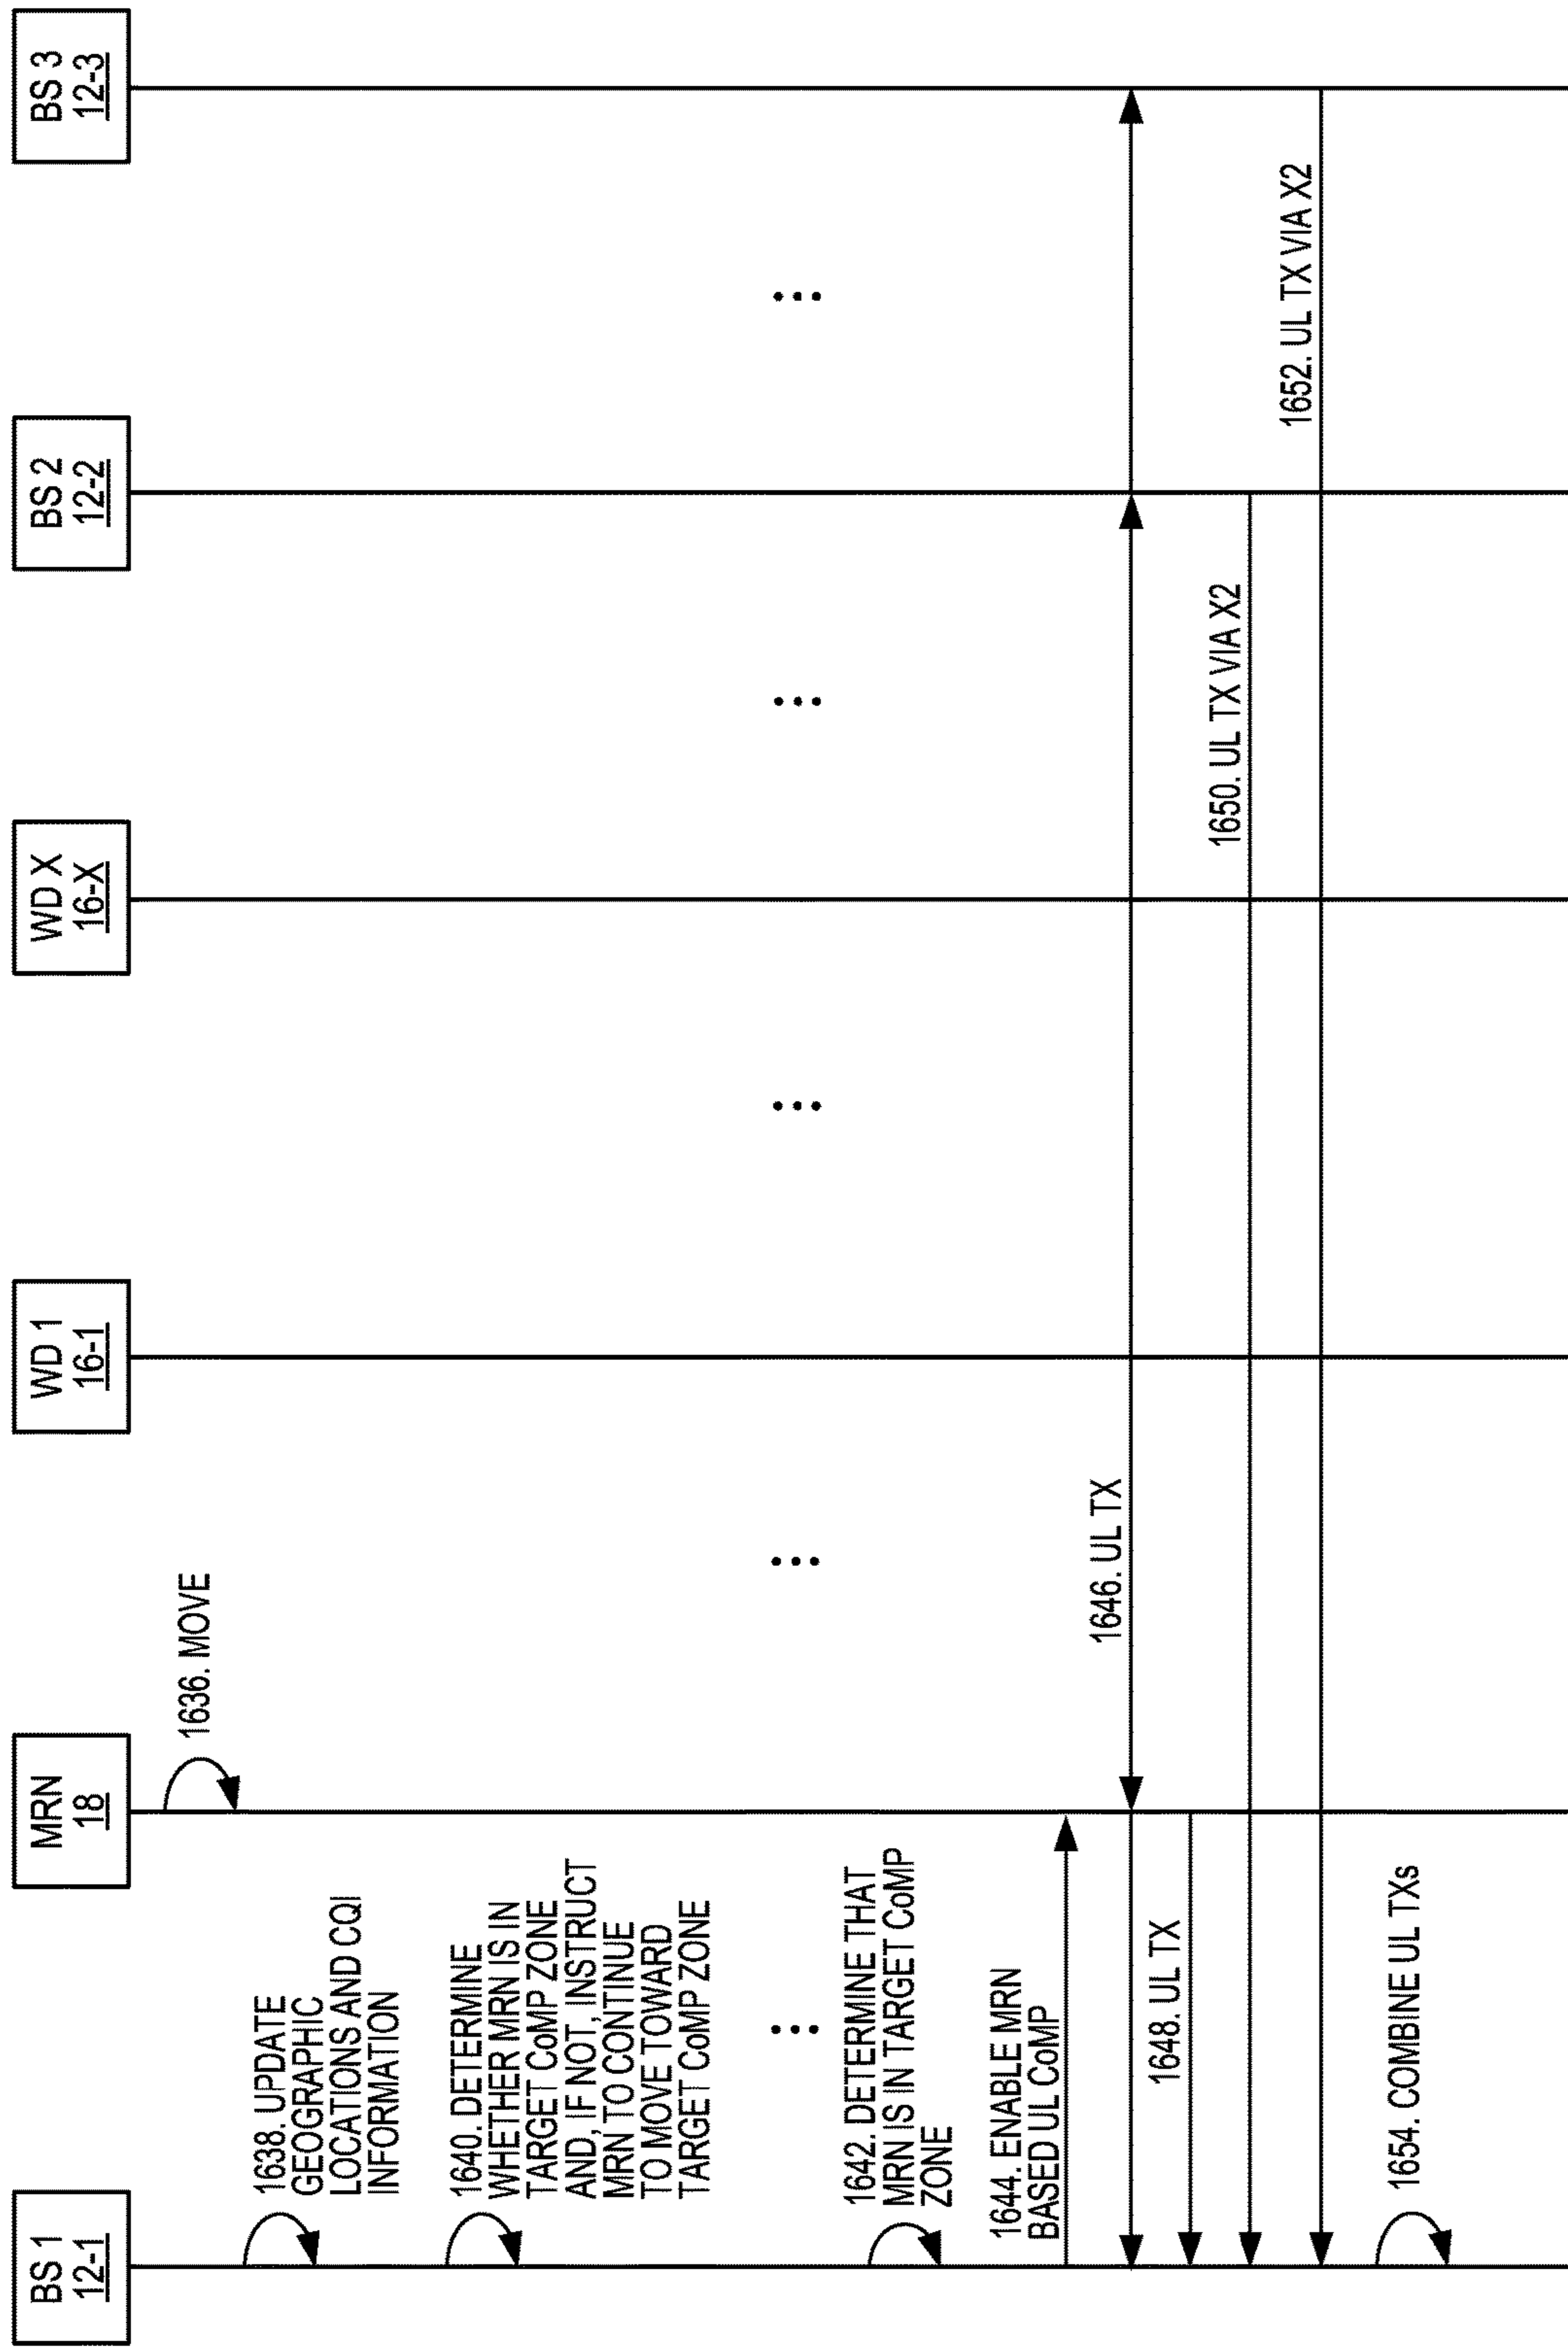 BS 1
12-1
MRN
18
WD 1
16-1
WD X
16-X
BS 2
12-2
BS 3
12-3
1636. MOVE
1638. UPDATE
GEOGRAPHIC
LOCATIONS AND CQI
INFORMATION
1640. DETERMINE
WHETHER MRN IS IN
TARGET CoMP ZONE
AND, IF NOT, INSTRUCT
MRN TO CONTINUE
TO MOVE TOWARD
TARGET CoMP ZONE
1642. DETERMINE THAT
MRN IS IN TARGET CoMP
ZONE
1644. ENABLE MRN
BASED UL CoMP
1646. UL TX
1648. UL TX
1650. UL TX VIA X2
1652. UL TX VIA X2
1654. COMBINE UL TXs